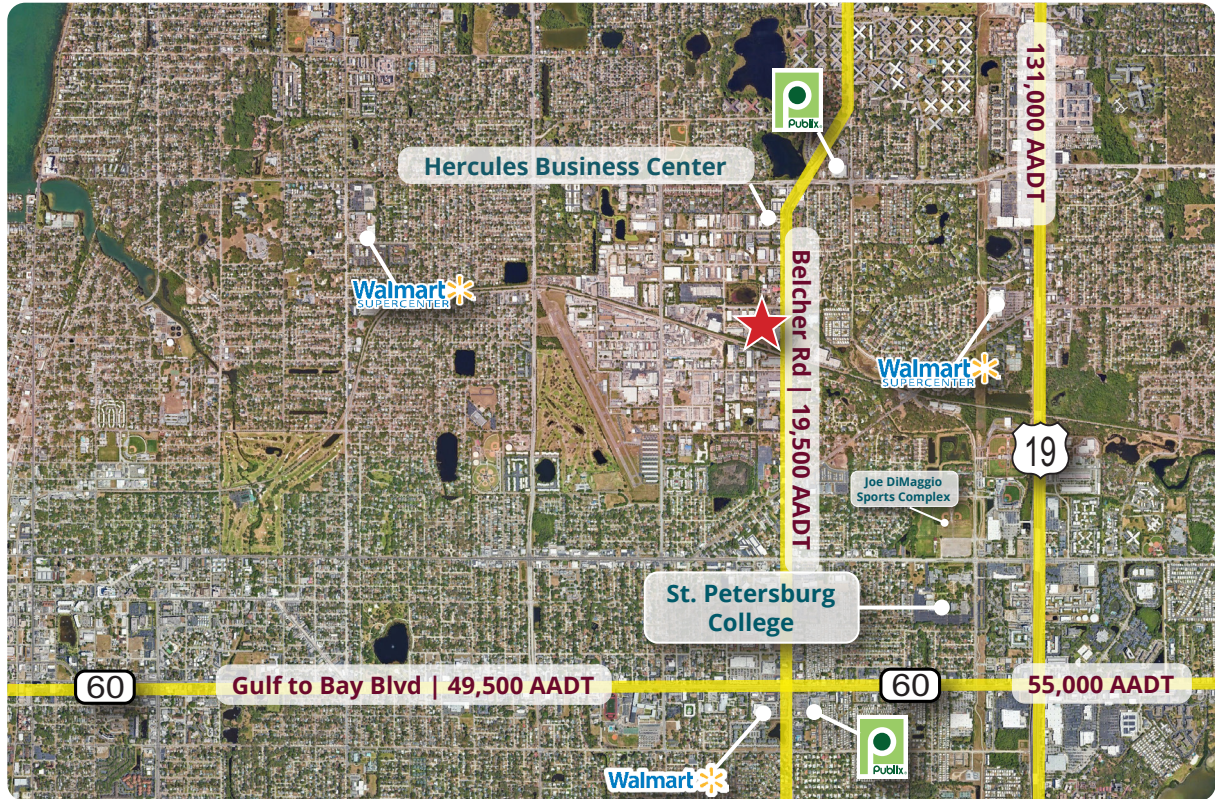 131,000 AADT
Publix
Hercules Business Center
Walmart
SUPERCENTER
Belcher Rd | 19,500 AADT
Walmart
SUPERCENTER
19
Joe DiMaggio
Sports Complex
St. Petersburg
College
60
Gulf to Bay Blvd | 49,500 AADT
60
55,000 AADT
Publix
Walmart